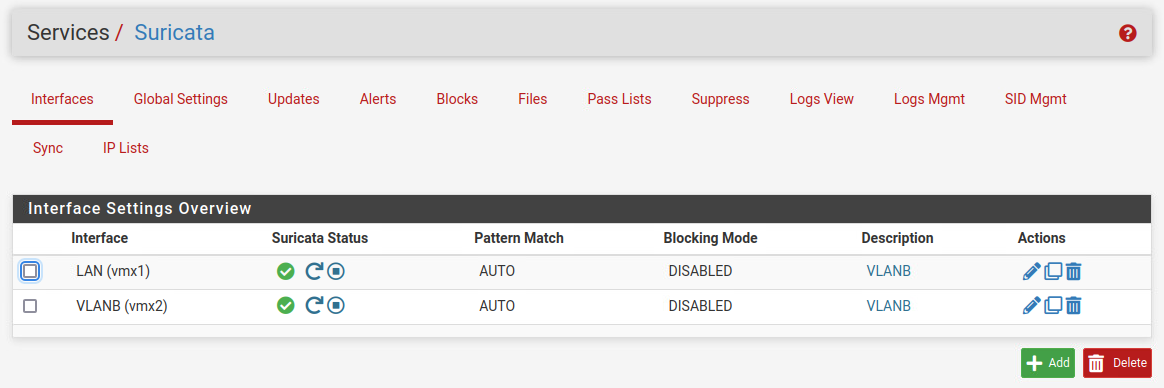 Services / Suricata
Interfaces Global Settings Updates Alerts Blocks Files Pass Lists Suppress Logs View Logs Mgmt SID Mgmt
Sync IP Lists
Interface Settings Overview
Interface Suricata Status Pattern Match Blocking Mode Description Actions
LAN (vmx1) AUTO DISABLED VLANB
VLANB (vmx2) AUTO DISABLED VLANB
Add Delete